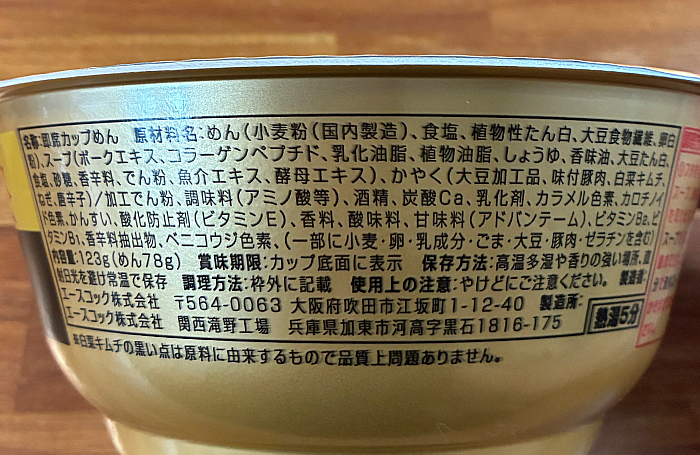 名称:即席カップめん 原材料名:めん(小麦粉(国内製造)、食塩、植物性たん白、大豆食物繊維、卵白
粉)、スープ(ポークエキス、コラーゲンペプチド、乳化油脂、植物油脂、しょうゆ、香味油、大豆たん白、
食塩、砂糖、香辛料、でん粉、魚介エキス、酵母エキス)、かやく(大豆加工品、味付豚肉、白菜キムチ、
ねぎ、唐辛子)/加工でん粉、調味料(アミノ酸等)、酒精、炭酸Ca、乳化剤、カラメル色素、カロチノイ
ド色素、かんすい、酸化防止剤(ビタミンE)、香料、酸味料、甘味料(アドバンテーム)、ビタミンB2、ビ
タミンB1、香辛料抽出物、ベニコウジ色素、(一部に小麦・卵・乳成分・ごま・大豆・豚肉・ゼラチンを含む)
内容量:123g(めん78g) 賞味期限:カップ底面に表示 保存方法:高温多湿や香りの強い場所、直
射日光を避け常温で保存 調理方法:枠外に記載 使用上の注意:やけどにご注意ください。 製造者:
エースコック株式会社 〒564-0063 大阪府吹田市江坂町1-12-40 製造所:
エースコック株式会社 関西滝野工場 兵庫県加東市河高字黒石1816-175
熱湯5分
※白菜キムチの黒い点は原料に由来するもので品質上問題ありません。